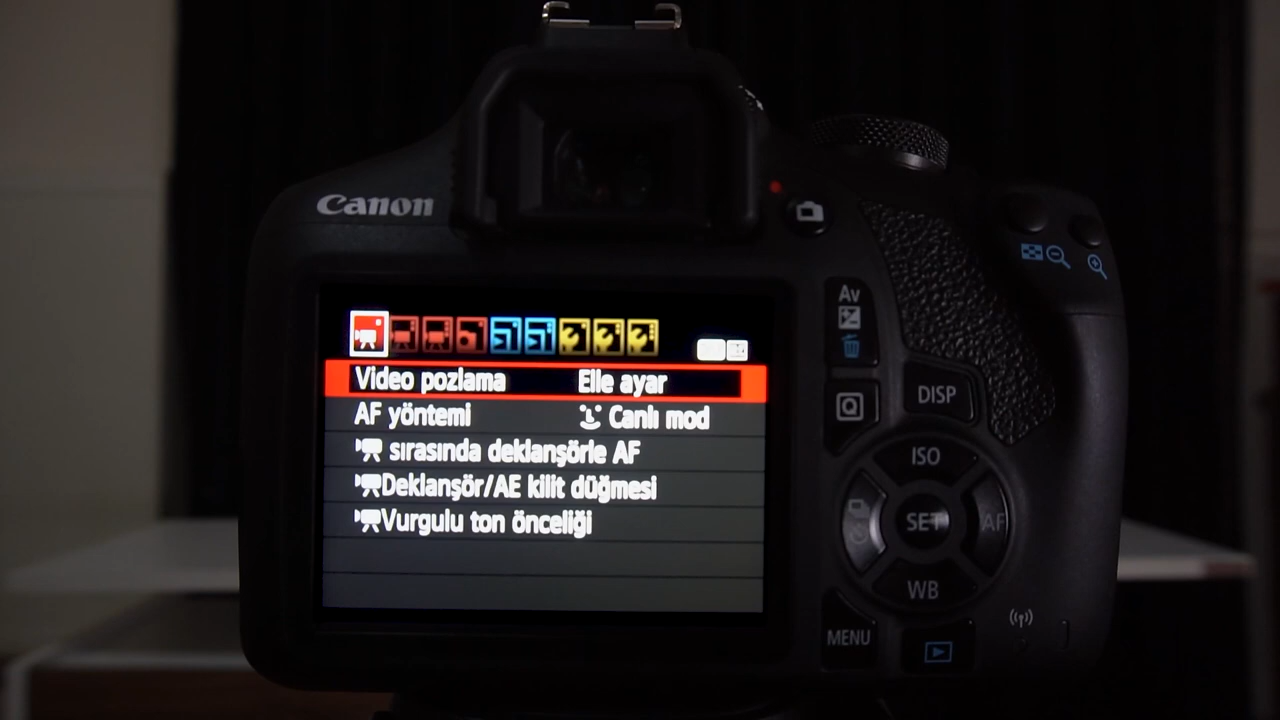 Canon
Video pozlama Elle ayar
AF yöntemi Canlı mod
sırasında deklanşörle AF
Deklanşör/AE kilit düğmesi
Vurgulu ton önceliği
Av
Q
DISP
ISO
SET
AF
WB
MENU